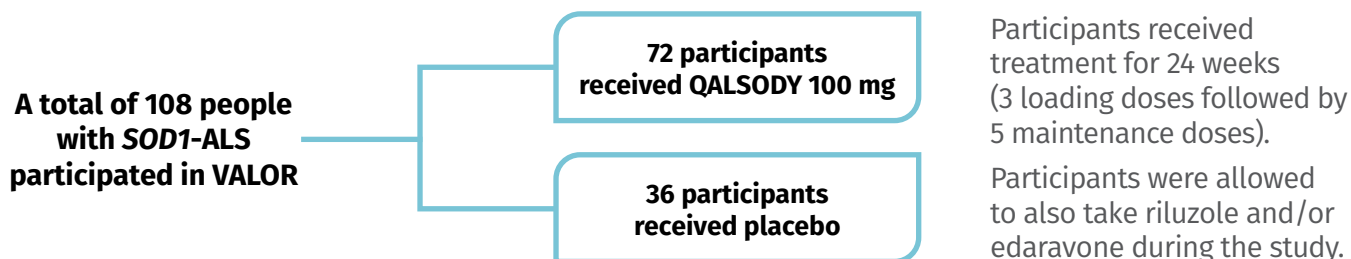 A total of 108 people
with SOD1-ALS
participated in VALOR
72 participants
received QALSODY 100 mg
36 participants
received placebo
Participants received
treatment for 24 weeks
(3 loading doses followed by
5 maintenance doses).
Participants were allowed
to also take riluzole and/or
edaravone during the study.